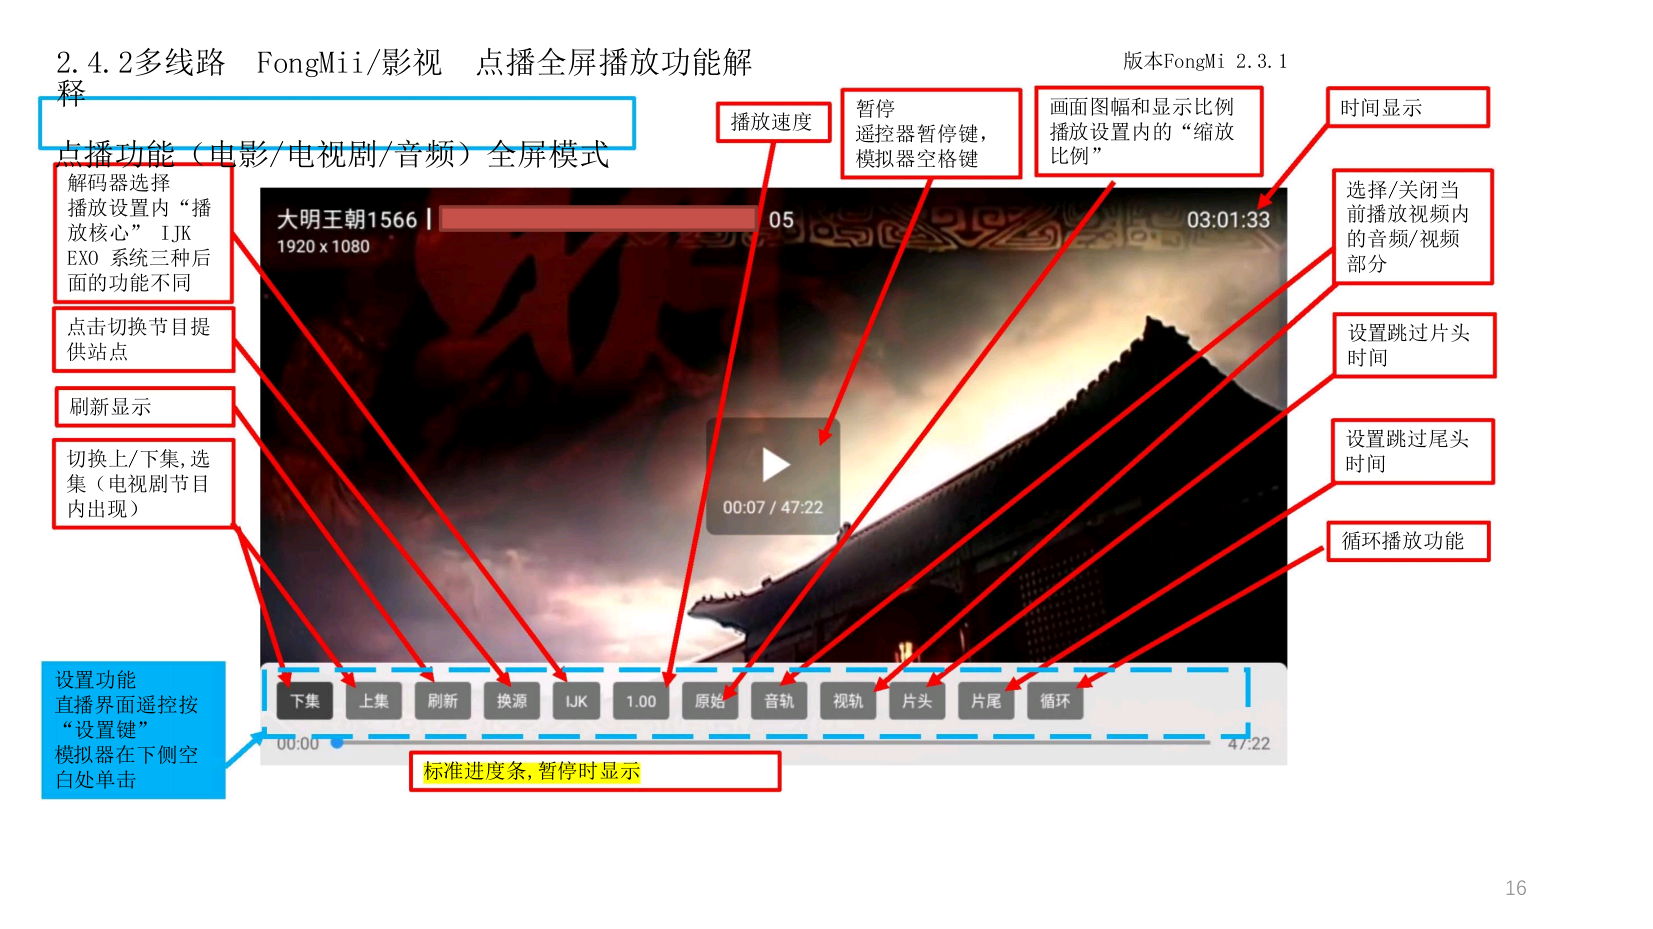 2.4.2多线路 FongMii/影视 点播全屏播放功能解
释
版本FongMi 2.3.1
点播功能（电影/电视剧/音频）全屏模式
解码器选择
播放设置内“播
放核心” IJK
EXO 系统三种后
面的功能不同
点击切换节目提
供站点
刷新显示
切换上/下集,选
集（电视剧节目
内出现）
设置功能
直播界面遥控按
“设置键”
模拟器在下侧空
白处单击
播放速度
暂停
遥控器暂停键，
模拟器空格键
画面图幅和显示比例
播放设置内的“缩放
比例”
时间显示
选择/关闭当
前播放视频内
的音频/视频
部分
设置跳过片头
时间
设置跳过尾头
时间
循环播放功能
大明王朝1566 | 05
1920 x 1080
03:01:33
00:07 / 47:22
下集 上集 刷新 换源 IJK 1.00 原始 音轨 视轨 片头 片尾 循环
00:00 47:22
标准进度条,暂停时显示
16